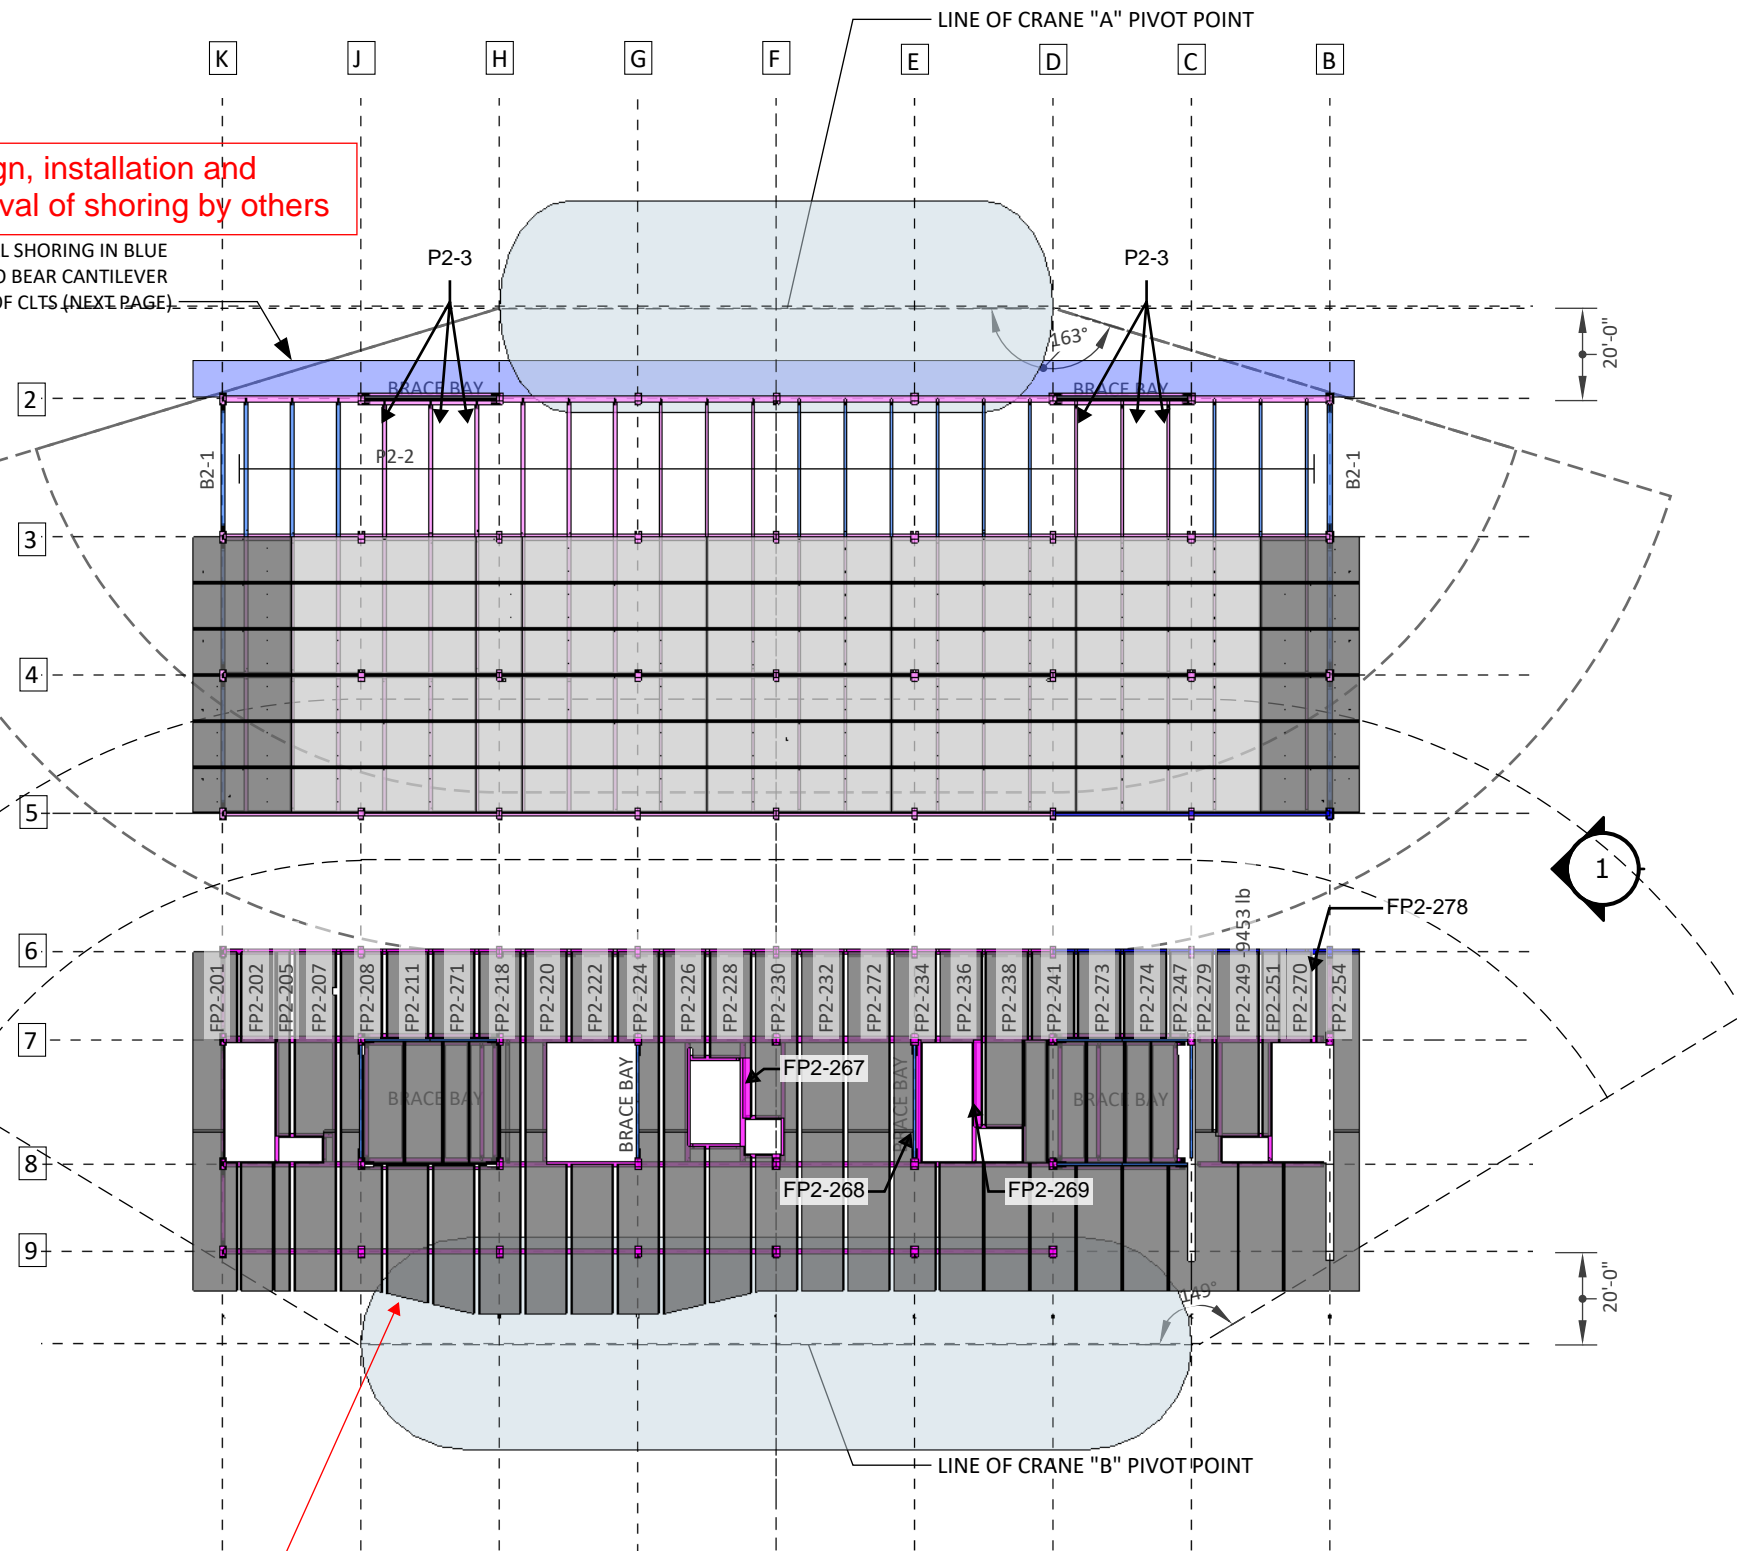 LINE OF CRANE "A" PIVOT POINT
K
J
H
G
F
E
D
C
B
installation and
of shoring by others
SHORING IN BLUE
BEAR CANTILEVER
OF CLTS (NEXT PAGE)
P2-3
P2-3
163°
20'-0"
BRACE BAY
BRACE BAY
2
P2-2
B2-1
B2-1
3
4
5
1
9453 lb
FP2-278
6
FP2-201
FP2-202
FP2-205
FP2-207
FP2-208
FP2-211
FP2-271
FP2-218
FP2-220
FP2-222
FP2-224
FP2-226
FP2-228
FP2-230
FP2-232
FP2-272
FP2-234
FP2-236
FP2-238
FP2-241
FP2-273
FP2-274
FP2-247
FP2-279
FP2-249
FP2-251
FP2-270
FP2-254
7
FP2-267
BRACE BAY
BRACE BAY
BRACE BAY
BRACE BAY
8
FP2-268
FP2-269
9
149°
20'-0"
LINE OF CRANE "B" PIVOT POINT